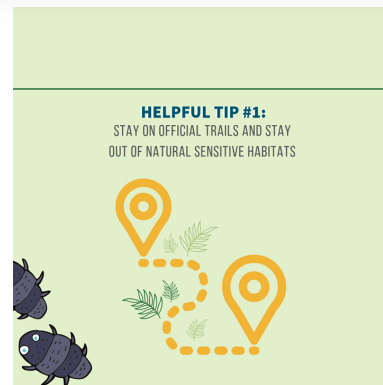 HELPFUL TIP #1:
STAY ON OFFICIAL TRAILS AND STAY
OUT OF NATURAL SENSITIVE HABITATS